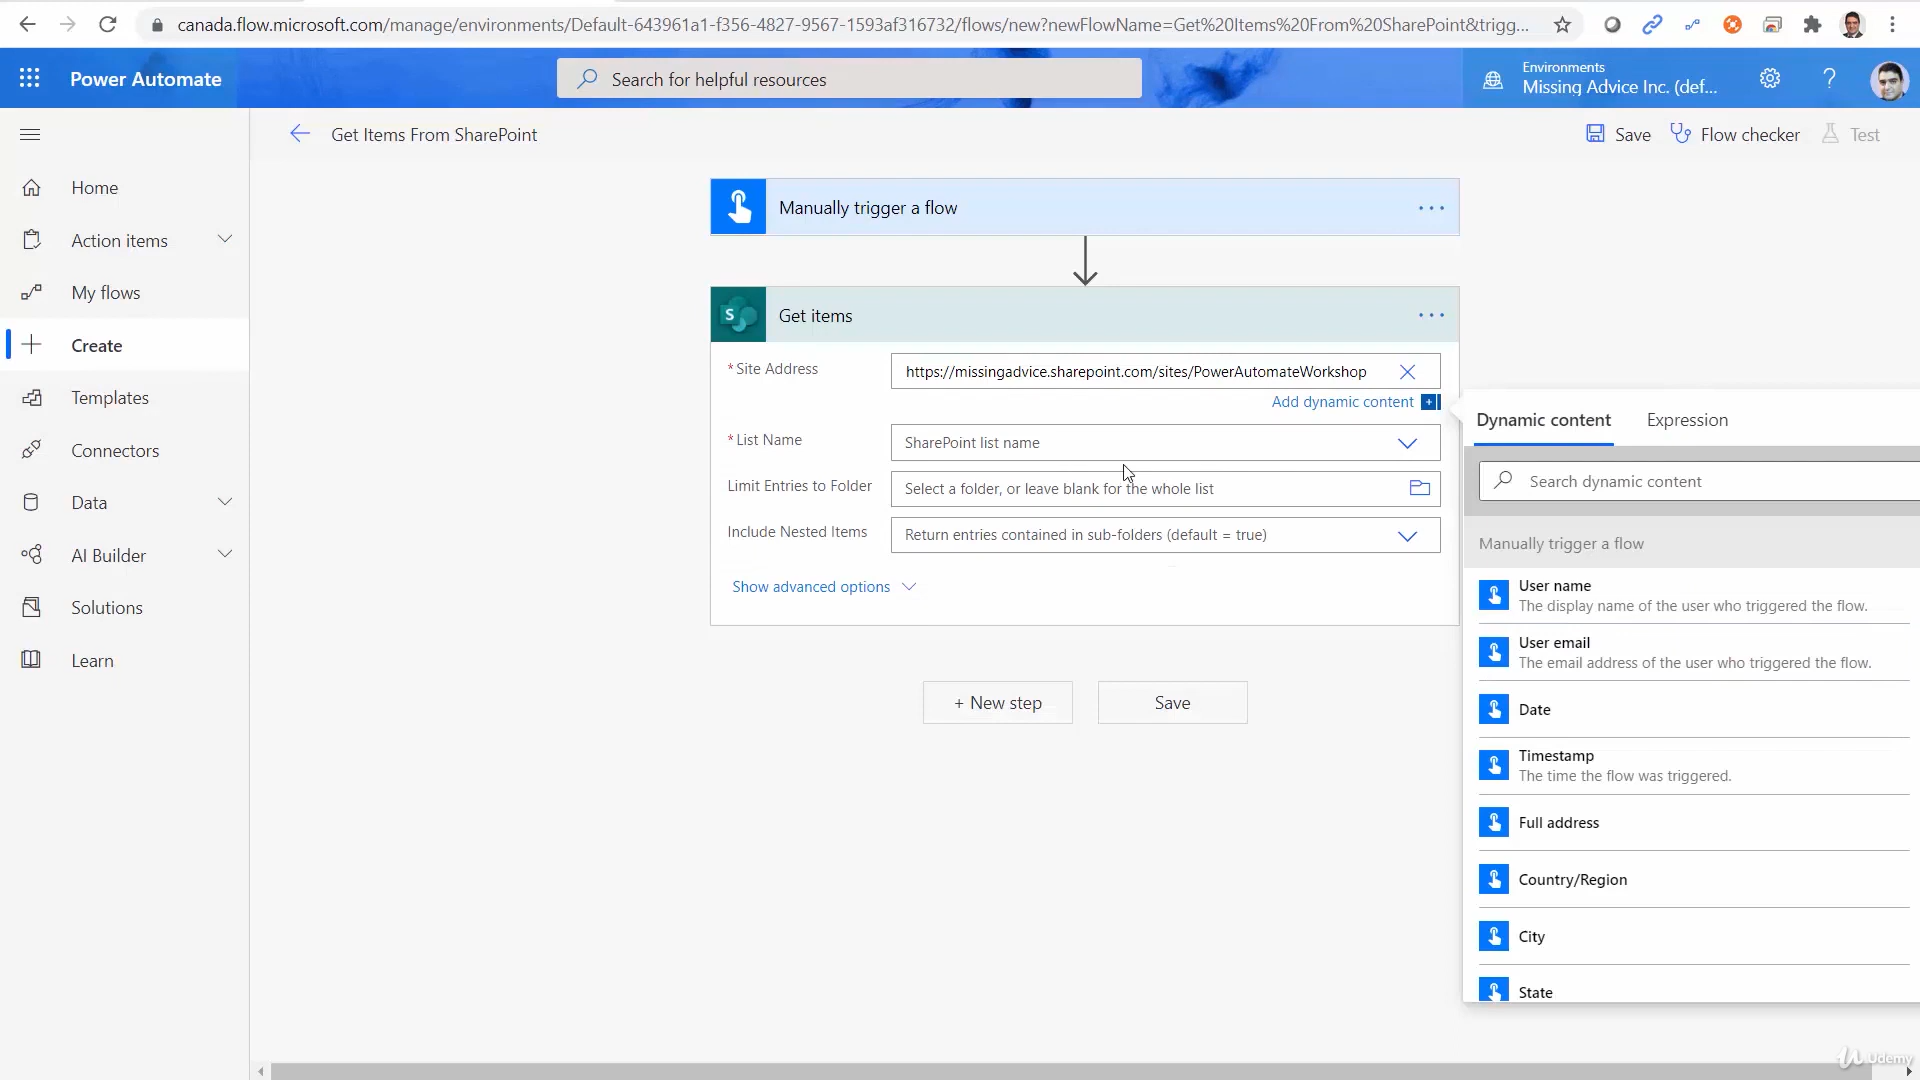 canada.flow.microsoft.com/manage/environments/Default-643961a1-f356-4827-9567-1593af316732/flows/new?newFlowName=Get%20Items%20From%20SharePoint&trigg...
Power Automate
Search for helpful resources
Environments
Missing Advice Inc. (def...
?
Get Items From SharePoint
Save
Flow checker
Test
Home
Action items
My flows
Create
Templates
Connectors
Data
AI Builder
Solutions
Learn
Manually trigger a flow
S
Get items
* Site Address
https://missingadvice.sharepoint.com/sites/PowerAutomateWorkshop
Add dynamic content
* List Name
SharePoint list name
Limit Entries to Folder
Select a folder, or leave blank for the whole list
Include Nested Items
Return entries contained in sub-folders (default = true)
Show advanced options
+ New step
Save
Dynamic content
Expression
Search dynamic content
Manually trigger a flow
User name
The display name of the user who triggered the flow.
User email
The email address of the user who triggered the flow.
Date
Timestamp
The time the flow was triggered.
Full address
Country/Region
City
State
Udemy